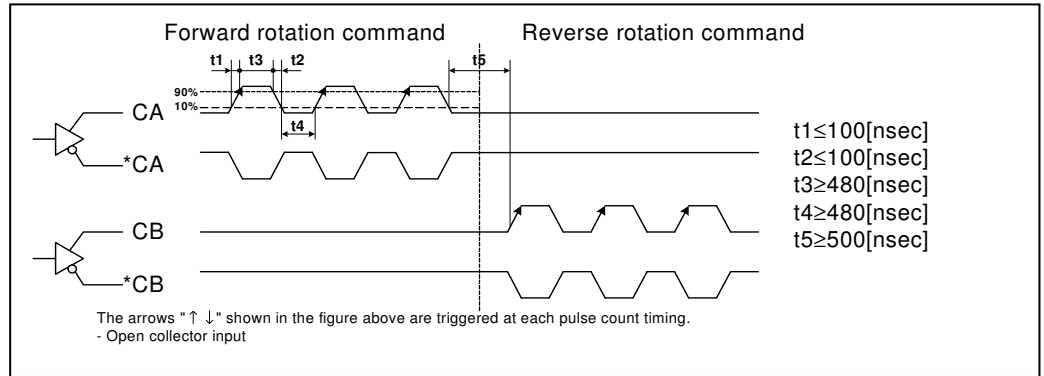 Forward rotation command
Reverse rotation command
t1 t3 t2 t5
90%
10%
CA
t4
*CA
CB
*CB
t1≤100[nsec]
t2≤100[nsec]
t3≥480[nsec]
t4≥480[nsec]
t5≥500[nsec]
The arrows "↑ ↓" shown in the figure above are triggered at each pulse count timing.
- Open collector input